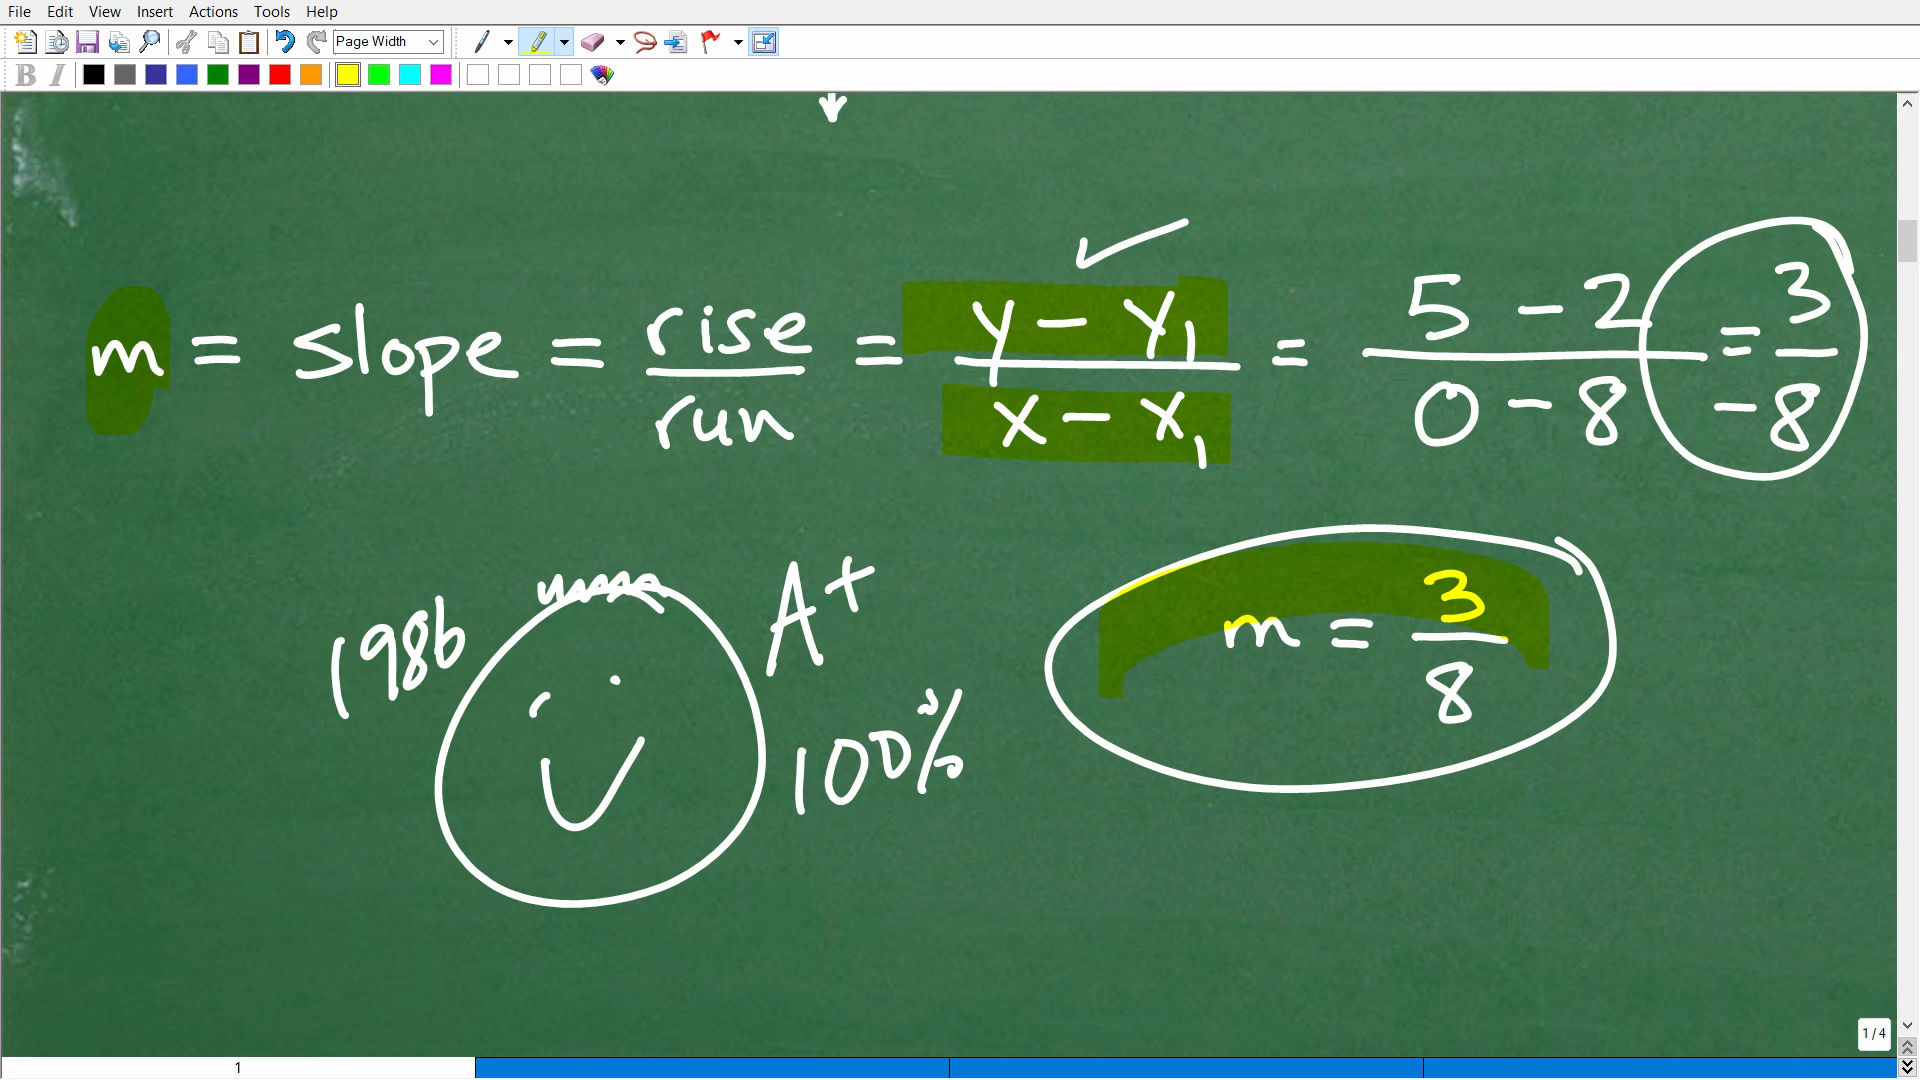 File Edit View Insert Actions Tools Help
Page Width
B I
m = slope = rise/run = y - y₁/x - x₁ = 5 - 2/0 - 8 = 3/-8
1986
A+
100%
m = 3/8
1/4
1